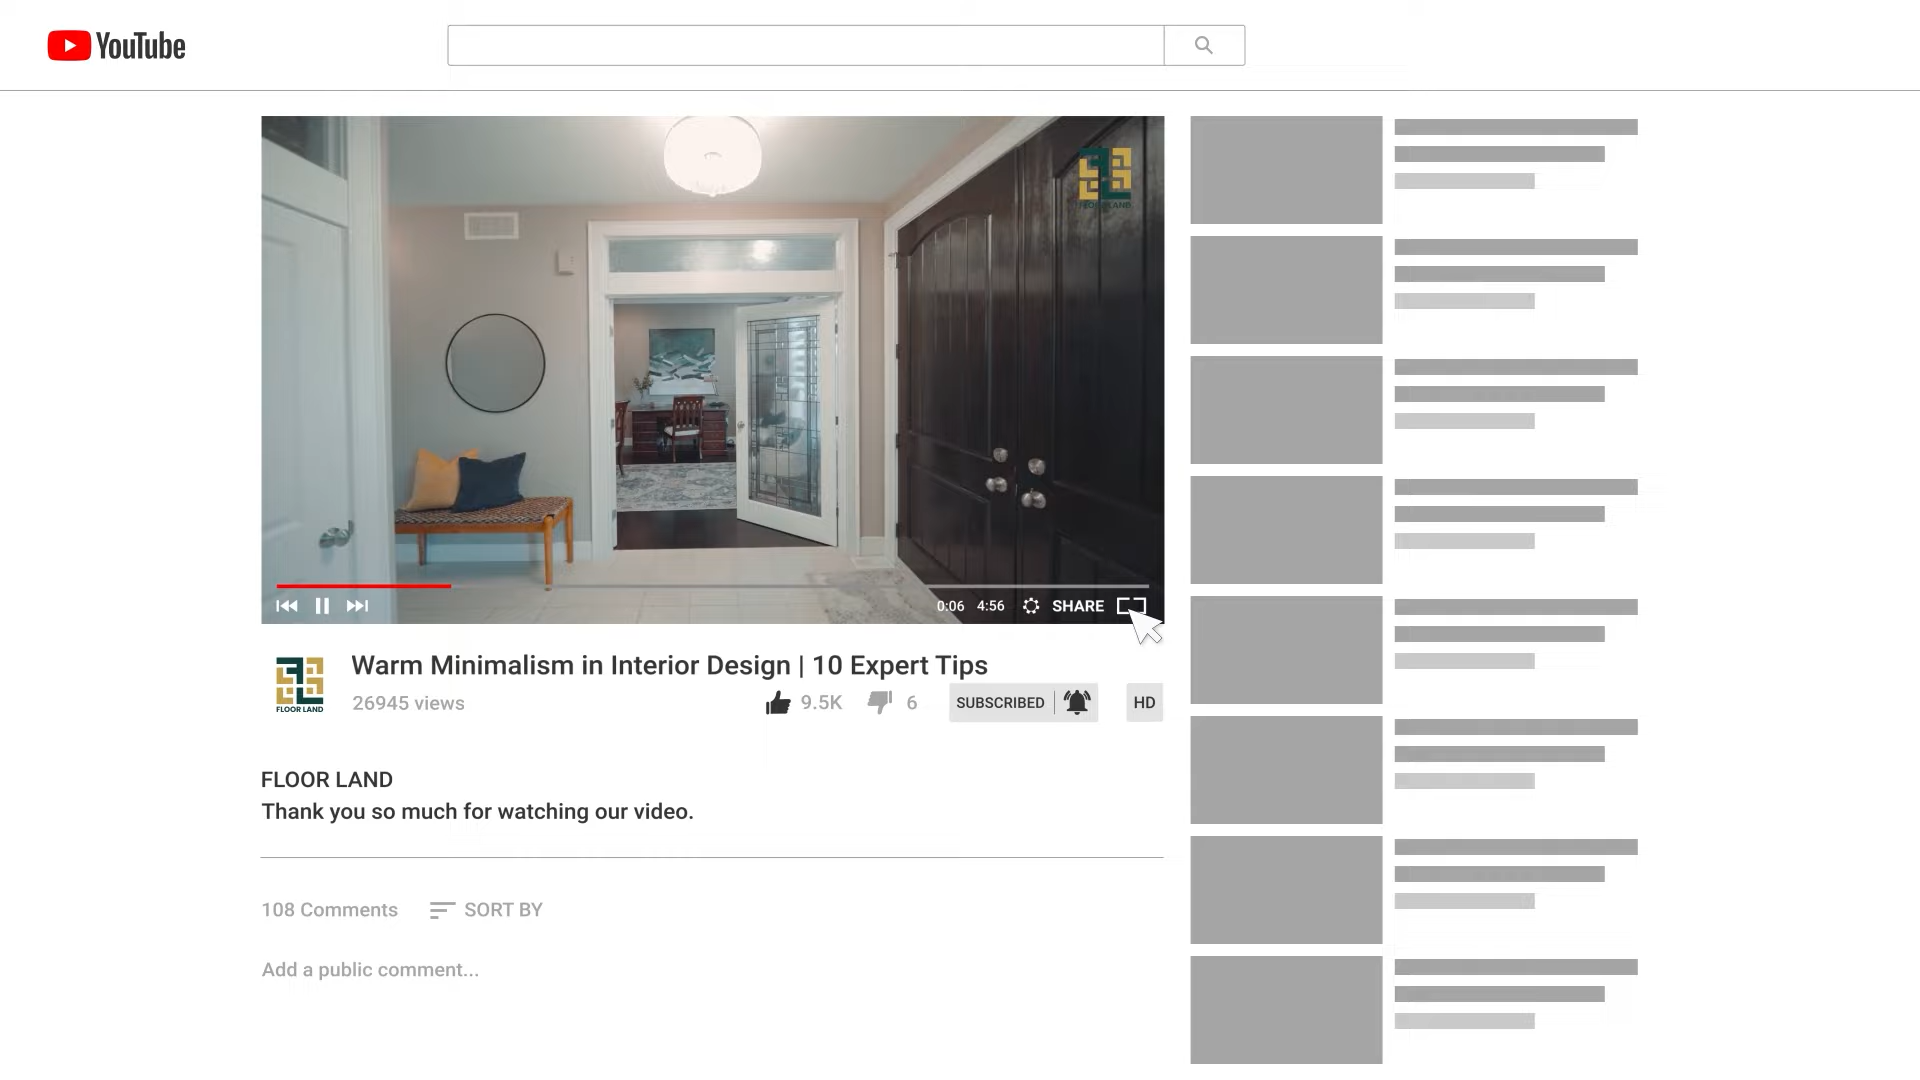 YouTube
FLOOR LAND
0:06 4:56 SHARE
Warm Minimalism in Interior Design | 10 Expert Tips
FLOOR LAND
26945 views
9.5K 6 SUBSCRIBED HD
FLOOR LAND
Thank you so much for watching our video.
108 Comments SORT BY
Add a public comment...